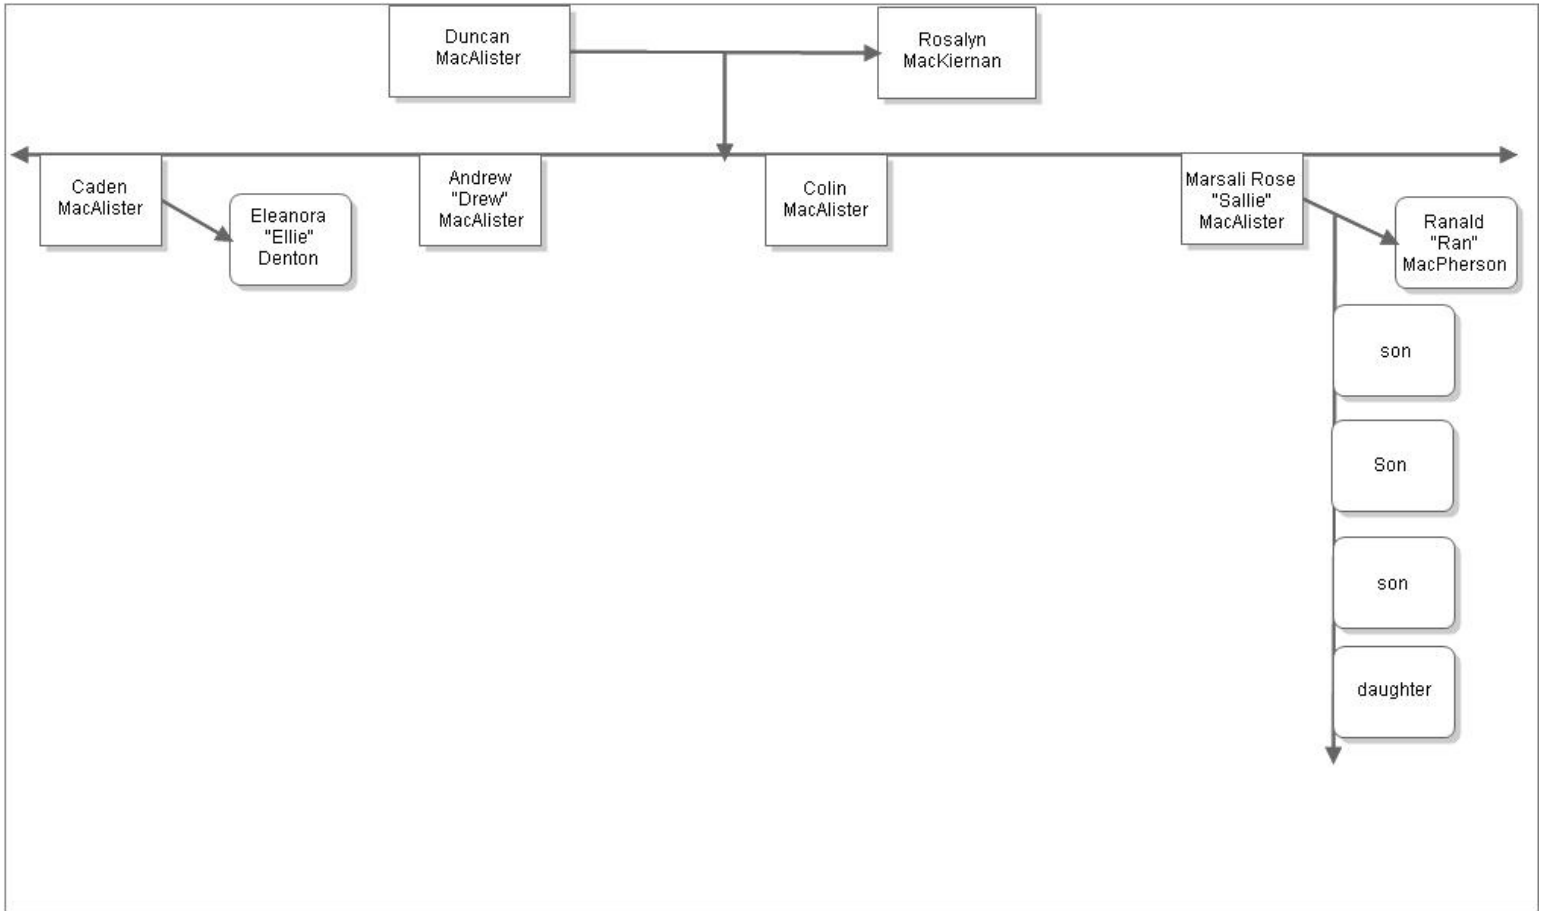 Duncan
MacAlister
Rosalyn
MacKiernan
Caden
MacAlister
Eleanora
"Ellie"
Denton
Andrew
"Drew"
MacAlister
Colin
MacAlister
Marsali Rose
"Sallie"
MacAlister
Ranald
"Ran"
MacPherson
son
Son
son
daughter